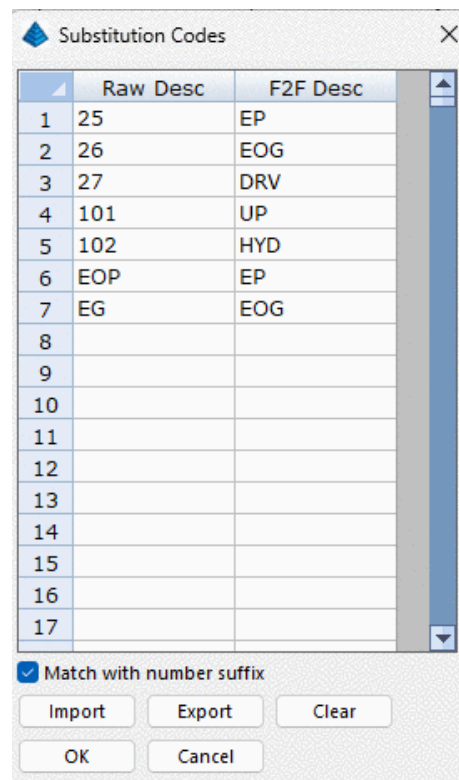 Substitution Codes
Raw Desc F2F Desc
1 25 EP
2 26 EOG
3 27 DRV
4 101 UP
5 102 HYD
6 EOP EP
7 EG EOG
8
9
10
11
12
13
14
15
16
17
Match with number suffix
Import Export Clear
OK Cancel